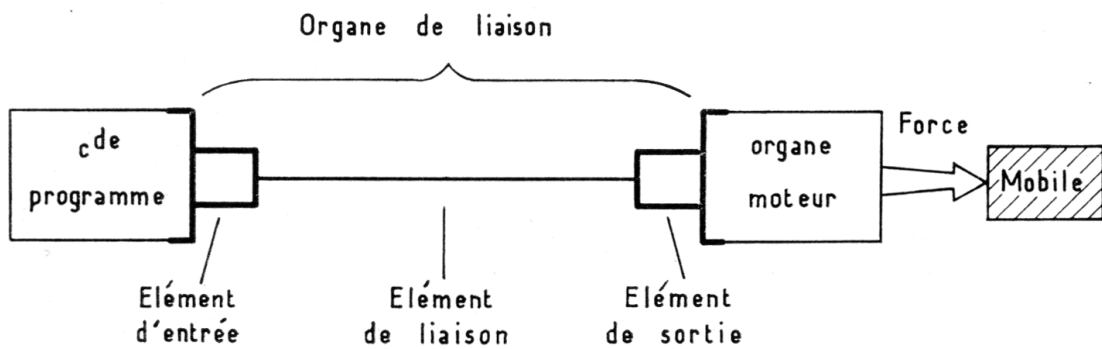 Organe de liaison
cde
programme
organe
moteur
Force
Mobile
Elément
d'entrée
Elément
de liaison
Elément
de sortie